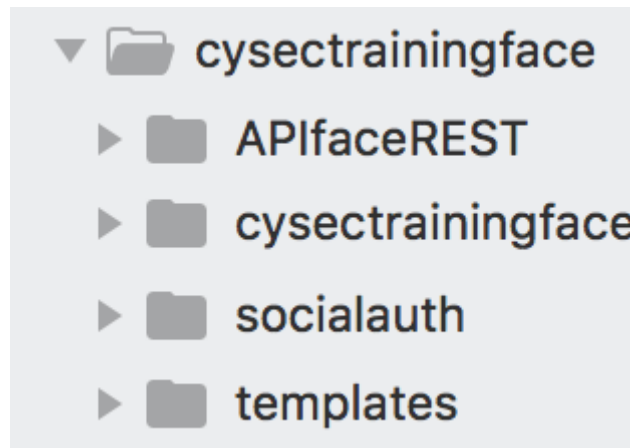 cysectrainingface
APIfaceREST
cysectrainingface
socialauth
templates